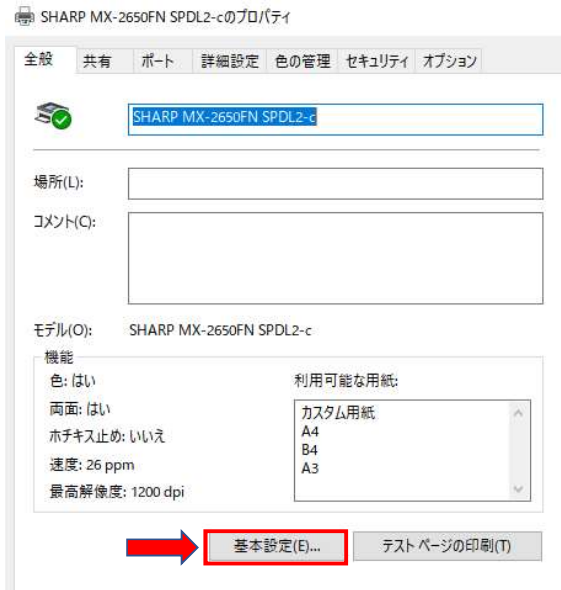 SHARP MX-2650FN SPDL2-cのプロパティ
全般 共有 ポート 詳細設定 色の管理 セキュリティ オプション
SHARP MX-2650FN SPDL2-c
場所(L):
コメント(C):
モデル(O): SHARP MX-2650FN SPDL2-c
機能
色: はい
両面: はい
ホチキス止め: いいえ
速度: 26 ppm
最高解像度: 1200 dpi
利用可能な用紙:
カスタム用紙
A4
B4
A3
基本設定(E)... テスト ページの印刷(T)